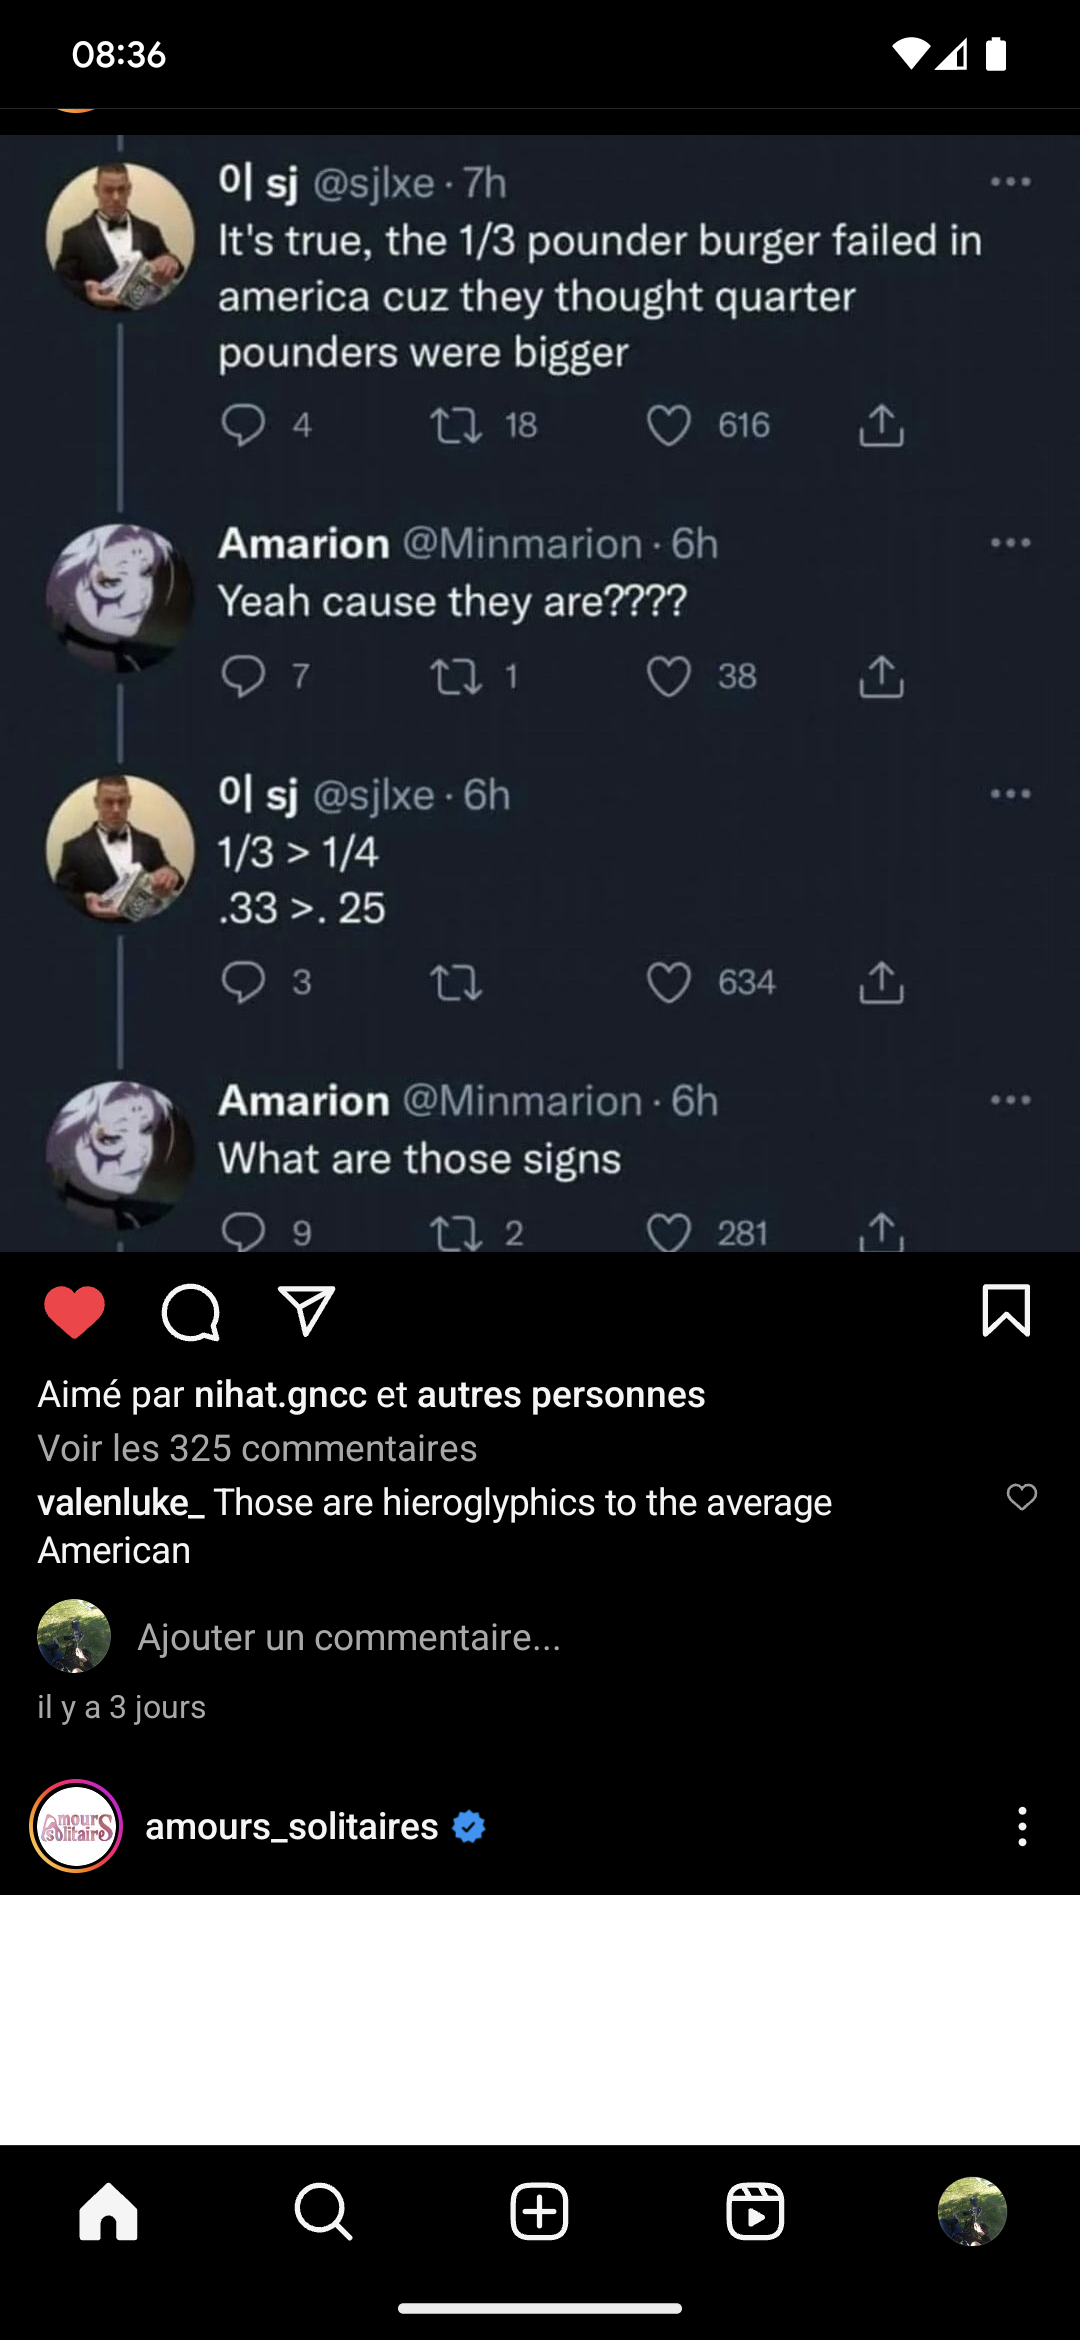 08:36
이 sj @sjlxe · 7h
It's true, the 1/3 pounder burger failed in
america cuz they thought quarter
pounders were bigger
4 18 616
Amarion @Minmarion · 6h
Yeah cause they are????
7 1 38
이 sj @sjlxe · 6h
1/3 > 1/4
.33 >. 25
3 634
Amarion @Minmarion · 6h
What are those signs
9 2 281
Aimé par nihat.gncc et autres personnes
Voir les 325 commentaires
valenluke_ Those are hieroglyphics to the average
American
Ajouter un commentaire...
il y a 3 jours
Amours Solitaires
amours_solitaires